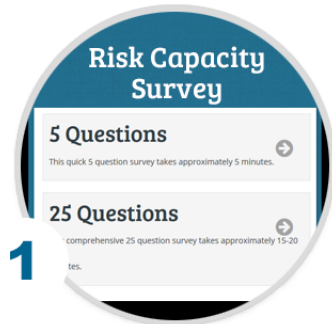 Risk Capacity
Survey
5 Questions
This quick 5 question survey takes approximately 5 minutes.
25 Questions
comprehensive 25 question survey takes approximately 15-20
1